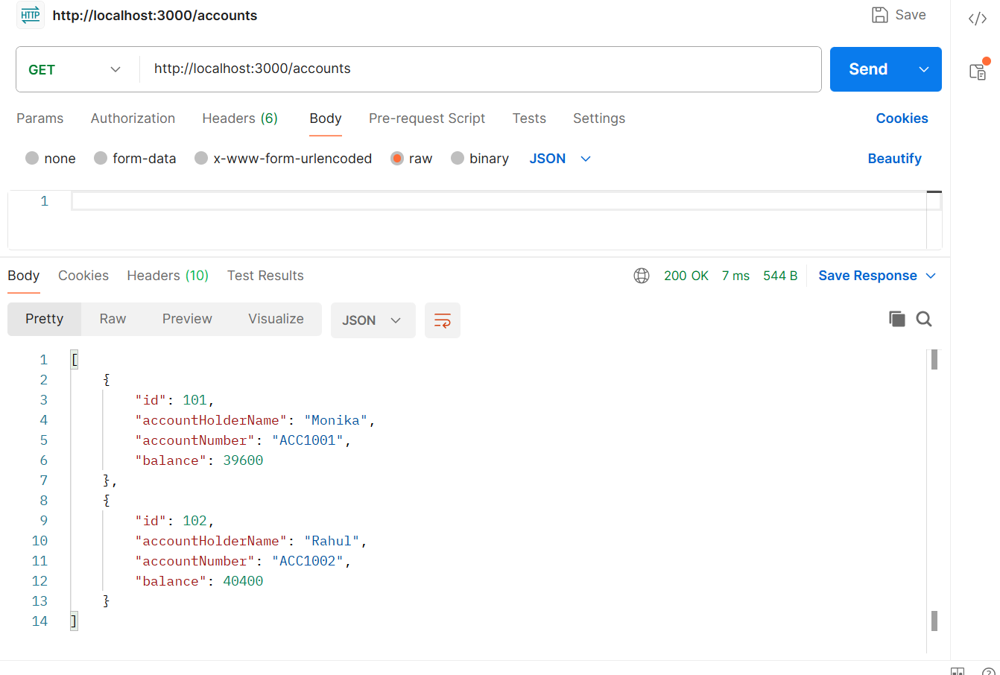 HTTP http://localhost:3000/accounts Save
GET http://localhost:3000/accounts Send
Params Authorization Headers (6) Body Pre-request Script Tests Settings Cookies
none form-data x-www-form-urlencoded raw binary JSON Beautify
1
Body Cookies Headers (10) Test Results 200 OK 7 ms 544 B Save Response
Pretty Raw Preview Visualize JSON
1 [
2 {
3 "id": 101,
4 "accountHolderName": "Monika",
5 "accountNumber": "ACC1001",
6 "balance": 39600
7 },
8 {
9 "id": 102,
10 "accountHolderName": "Rahul",
11 "accountNumber": "ACC1002",
12 "balance": 40400
13 }
14 ]